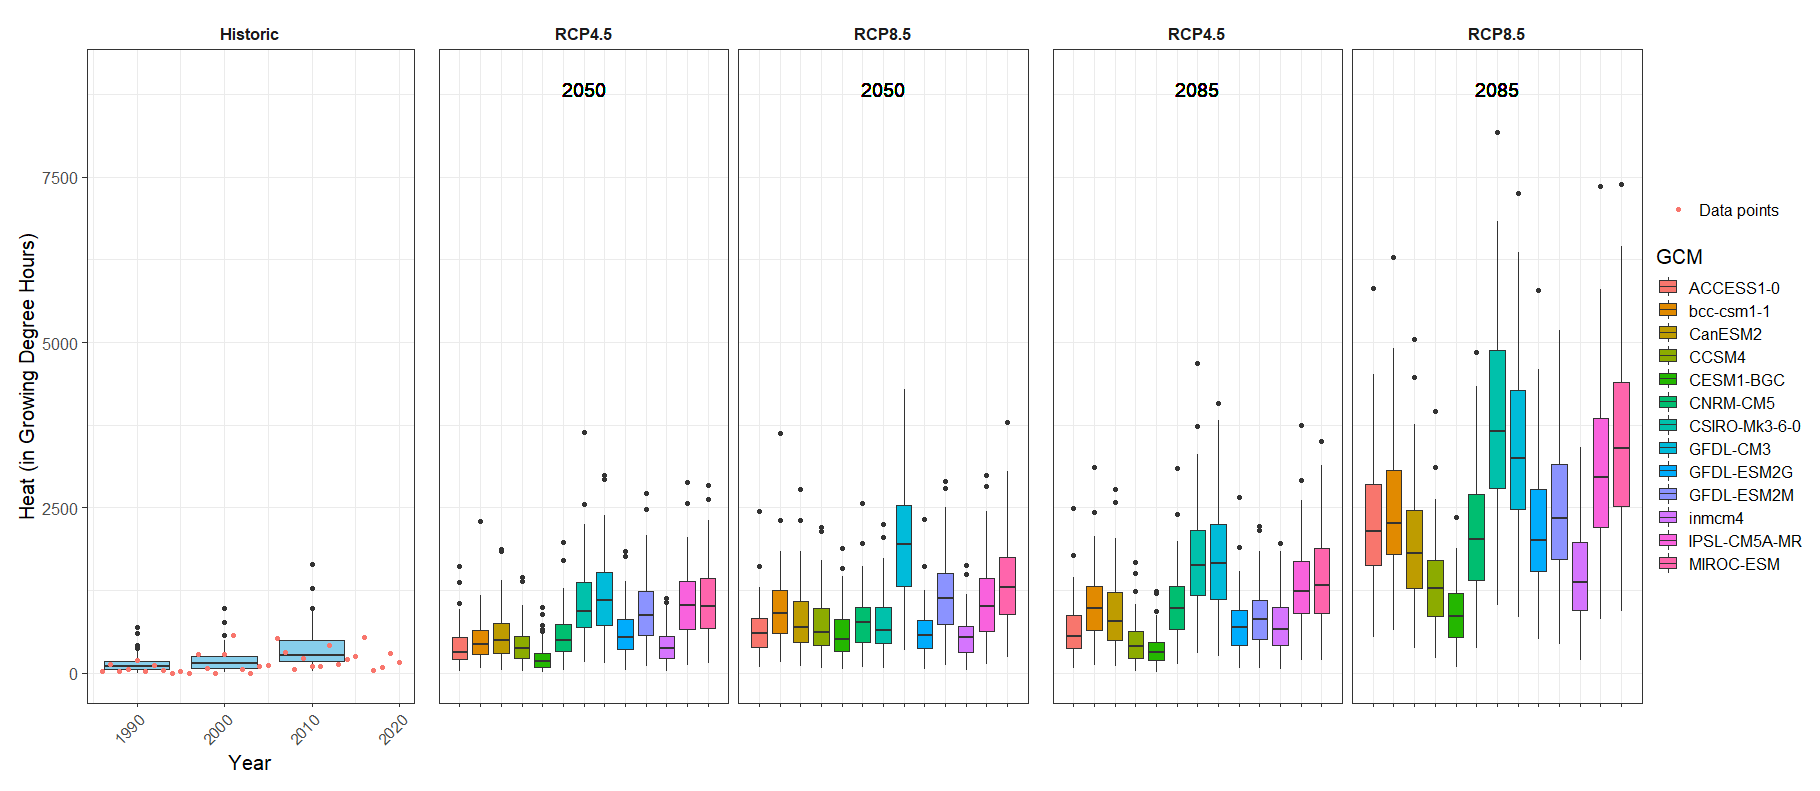 Historic
RCP4.5
RCP8.5
RCP4.5
RCP8.5
2050
2050
2085
2085
Heat (in Growing Degree Hours)
7500
5000
2500
0
1990
2000
2010
2020
Year
Data points
GCM
ACCESS1-0
bcc-csm1-1
CanESM2
CCSM4
CESM1-BGC
CNRM-CM5
CSIRO-Mk3-6-0
GFDL-CM3
GFDL-ESM2G
GFDL-ESM2M
inmcm4
IPSL-CM5A-MR
MIROC-ESM